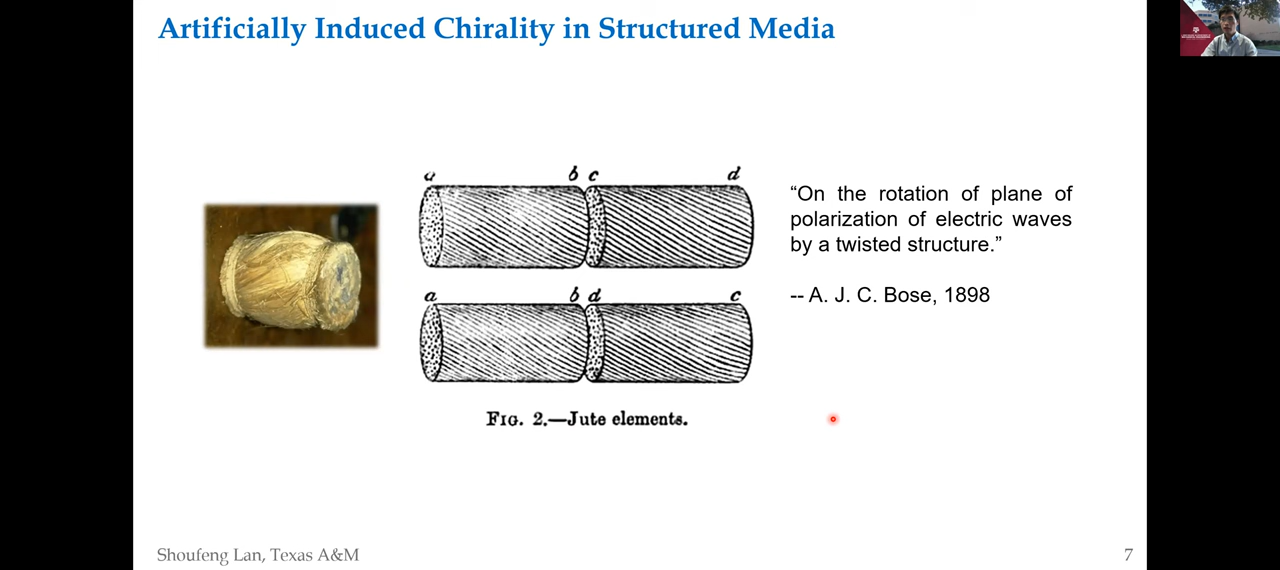 Artificially Induced Chirality in Structured Media
a b c d
“On the rotation of plane of
polarization of electric waves
by a twisted structure.”
-- A. J. C. Bose, 1898
a b d c
FIG. 2.—Jute elements.
Shoufeng Lan, Texas A&M
7